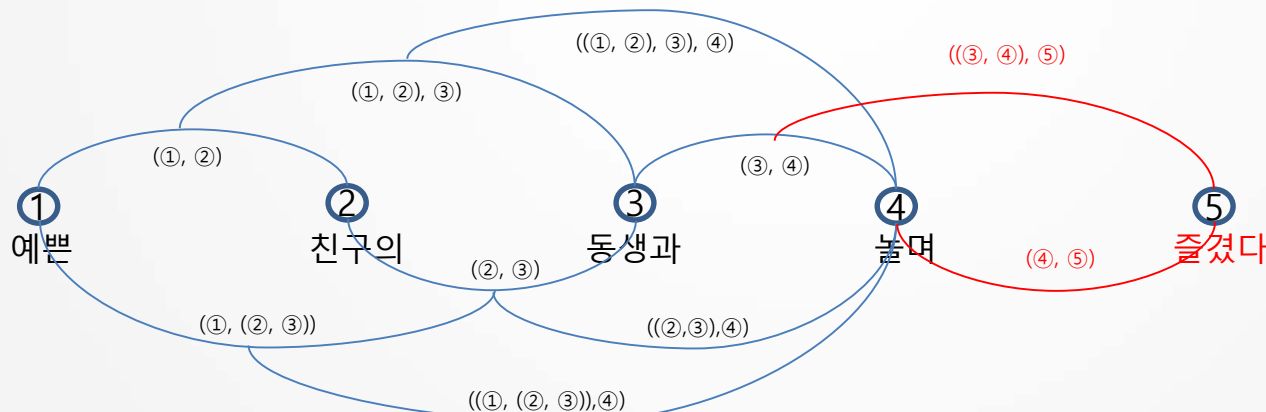 ((①, ②), ③), ④)
((③, ④), ⑤)
(①, ②), ③)
(①, ②)
(③, ④)
1
2
3
4
5
예쁜
친구의
동생과
놀며
즐겼다
(②, ③)
(④, ⑤)
(①, (②, ③))
((②,③),④)
((①, (②, ③)),④)